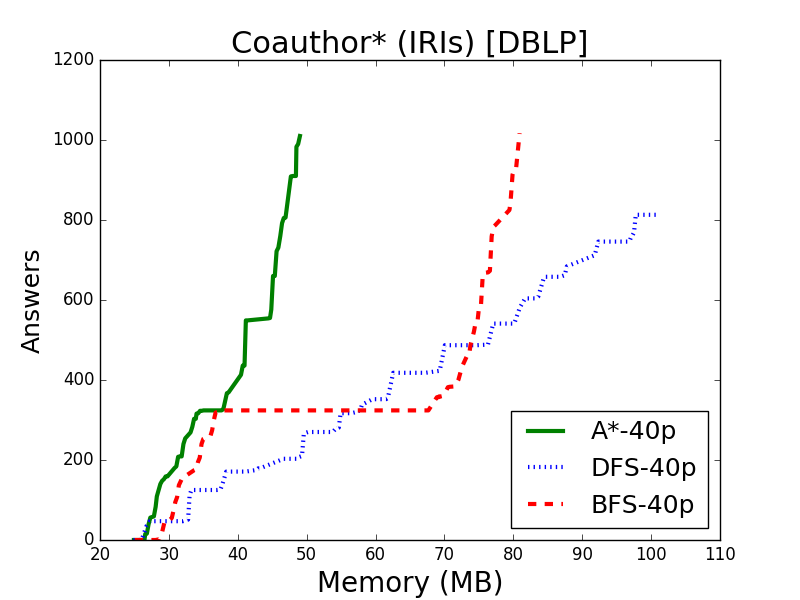 Coauthor* (IRIs) [DBLP]
1200
1000
800
600
400
200
0
Answers
20 30 40 50 60 70 80 90 100 110
Memory (MB)
A*-40p
DFS-40p
BFS-40p